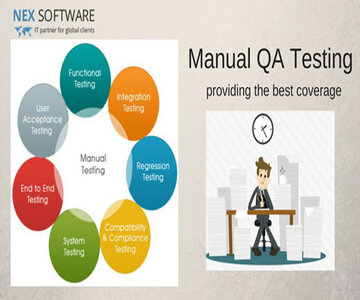 NEX SOFTWARE
IT partner for global clients
Manual QA Testing
providing the best coverage
Functional
Testing
Integration
Testing
Regression
Testing
Compatibility
& Compliance
Testing
System
Testing
End to End
Testing
User
Acceptance
Testing
Manual
Testing